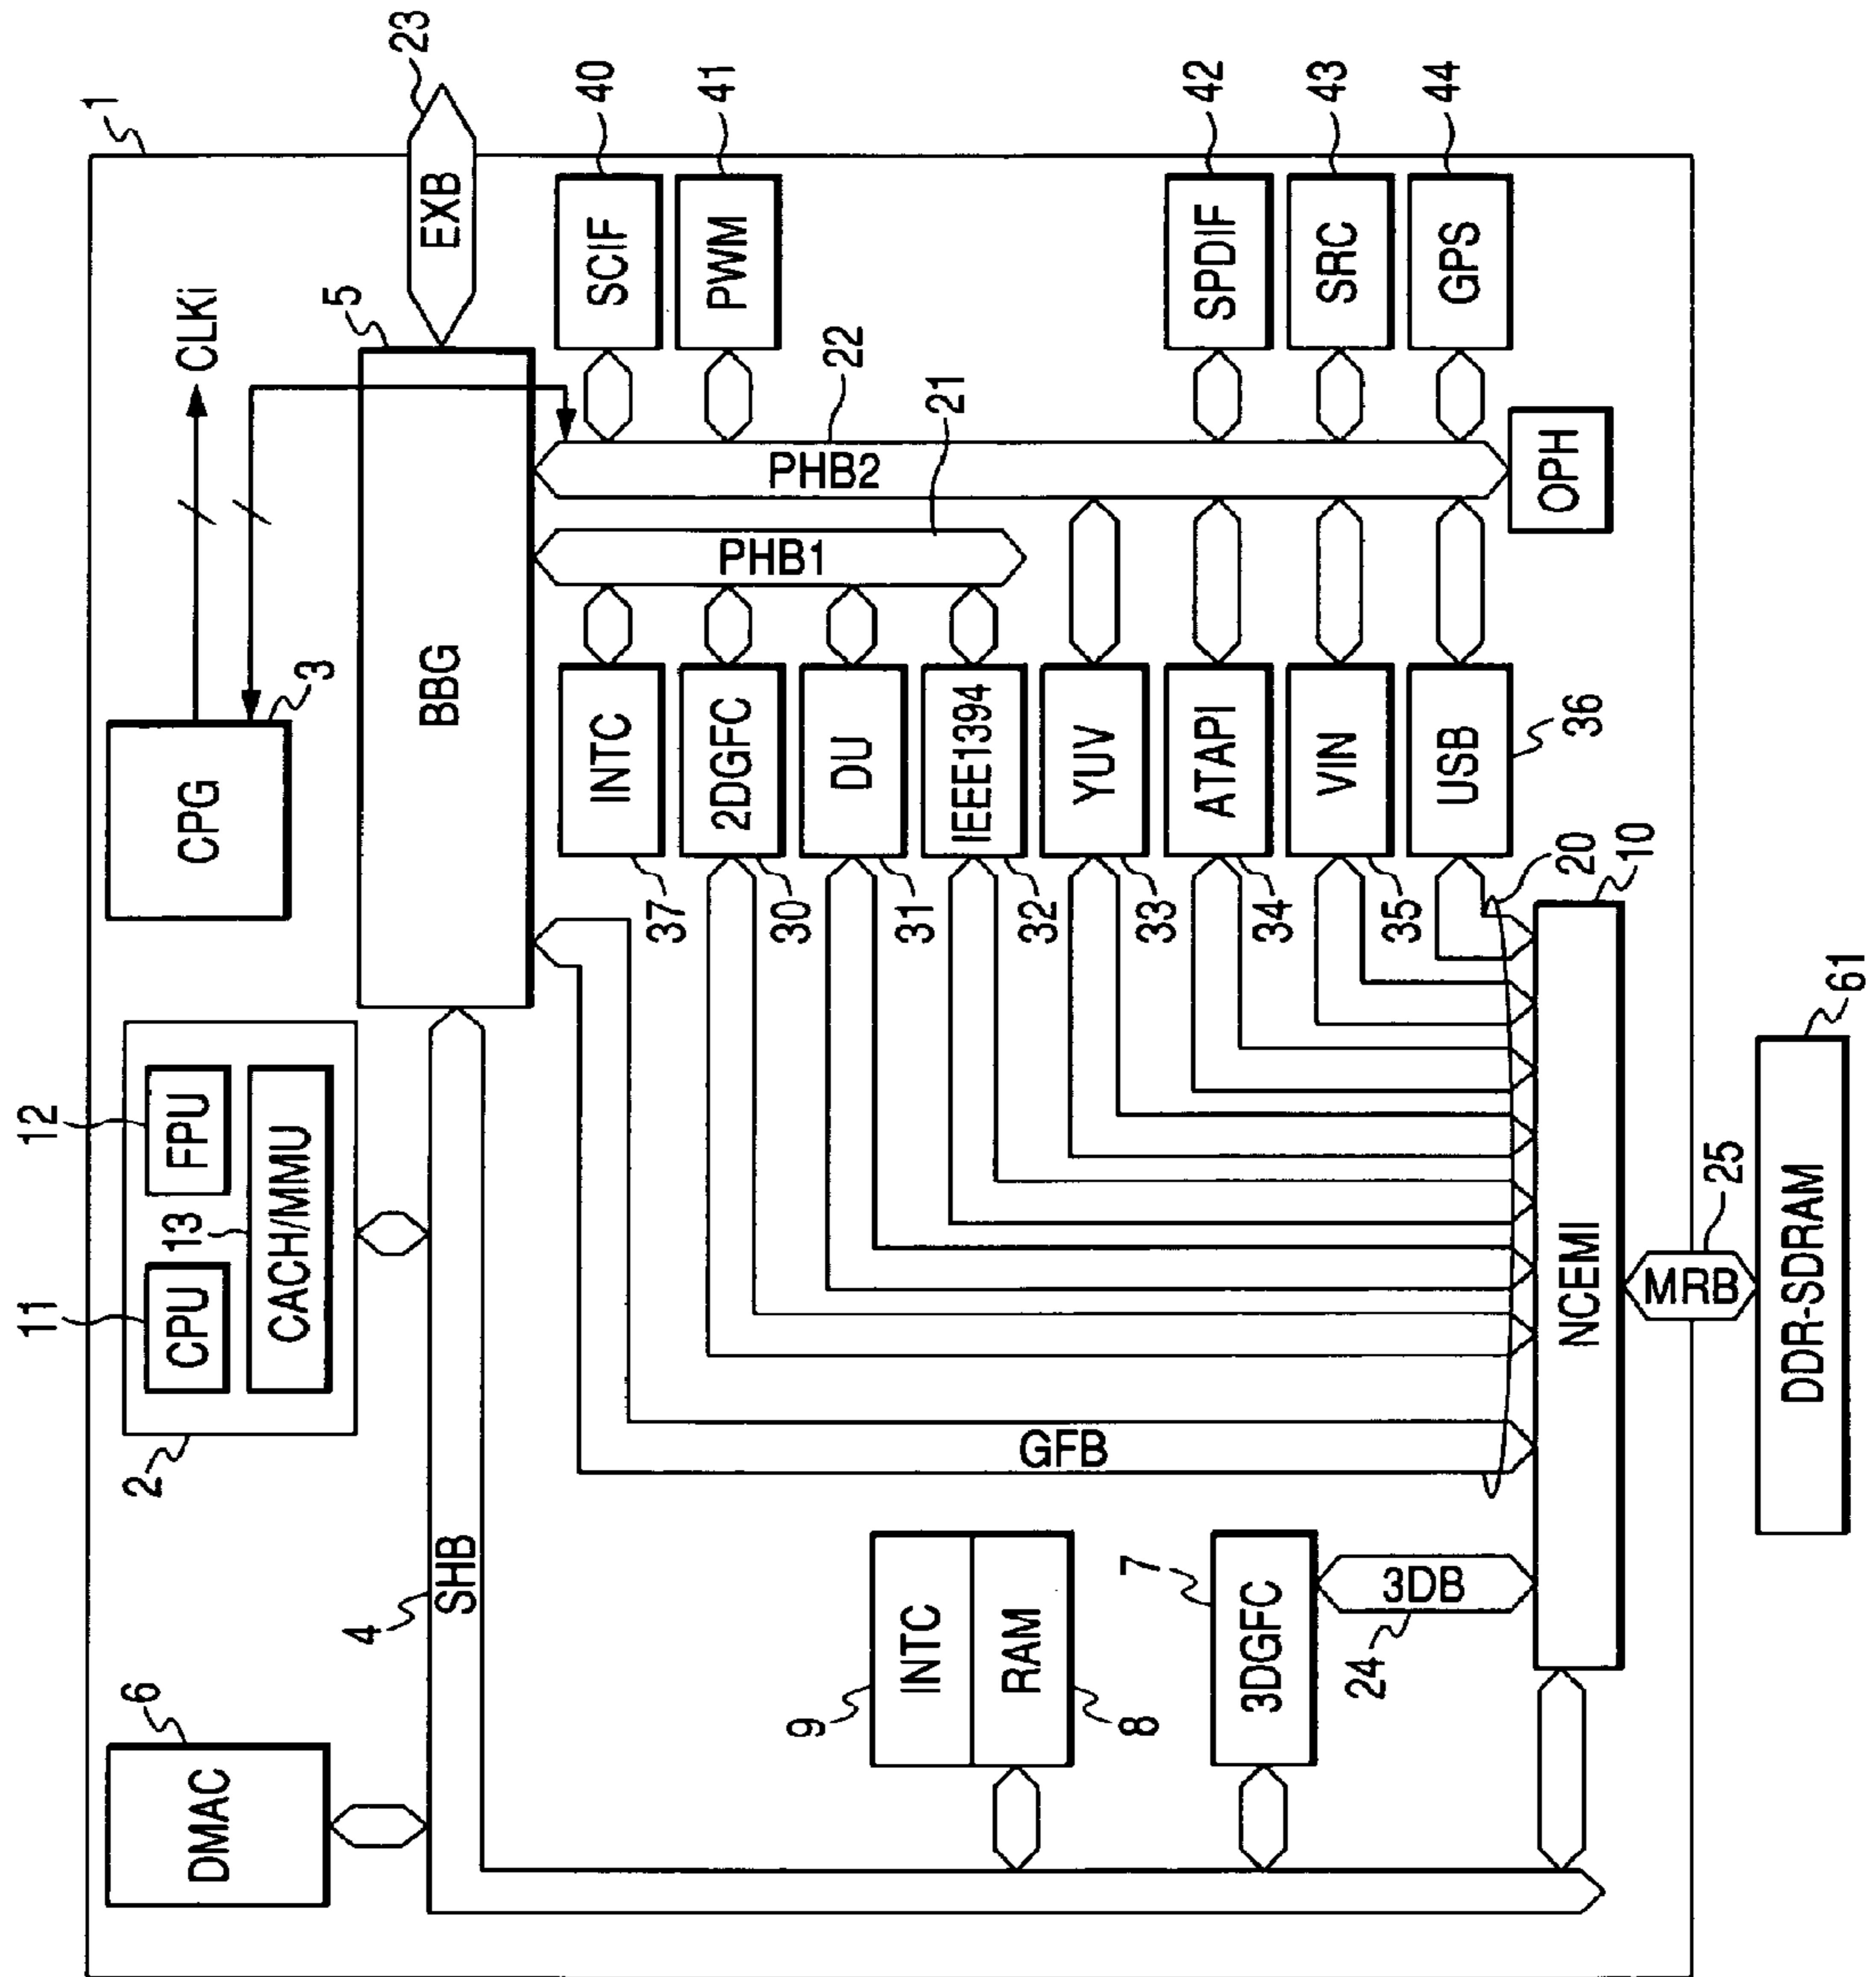 1
6
DMAC
2
11
CPU
12
FPU
13
CACH/MMU
CPG
3
CLKi
4
SHB
BBG
5
EXB
23
9
INTC
RAM
8
7
3DGFC
24
3DB
GFB
INTC
37
2DGFC
30
DU
31
IEEE1394
32
YUV
33
ATAPI
34
VIN
35
USB
36
PHB1
21
PHB2
22
SCIF
40
PWM
41
SPDIF
42
SRC
43
GPS
44
OPH
20
10
NCEMI
MRB
25
DDR-SDRAM
61